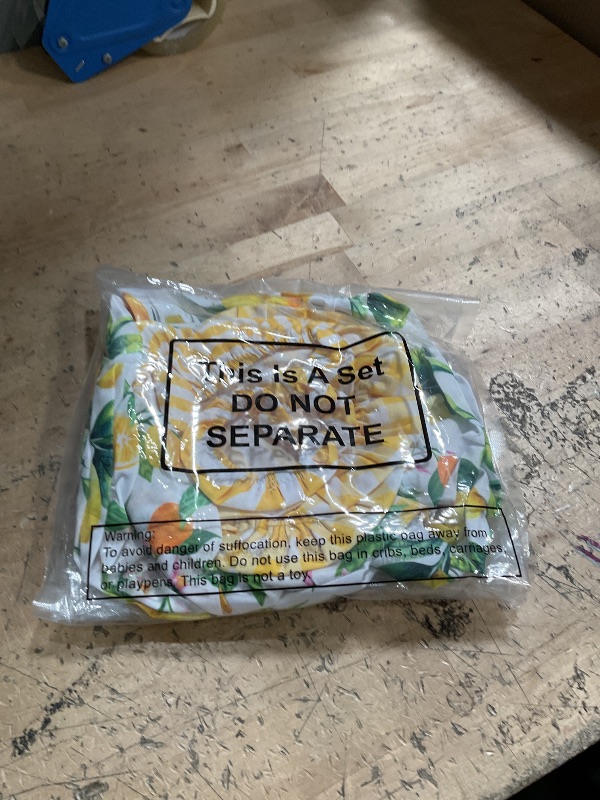 This is A Set
DO NOT
SEPARATE
Warning:
To avoid danger of suffocation, keep this plastic bag away from
babies and children. Do not use this bag in cribs, beds, carriages,
or playpens. This bag is not a toy.